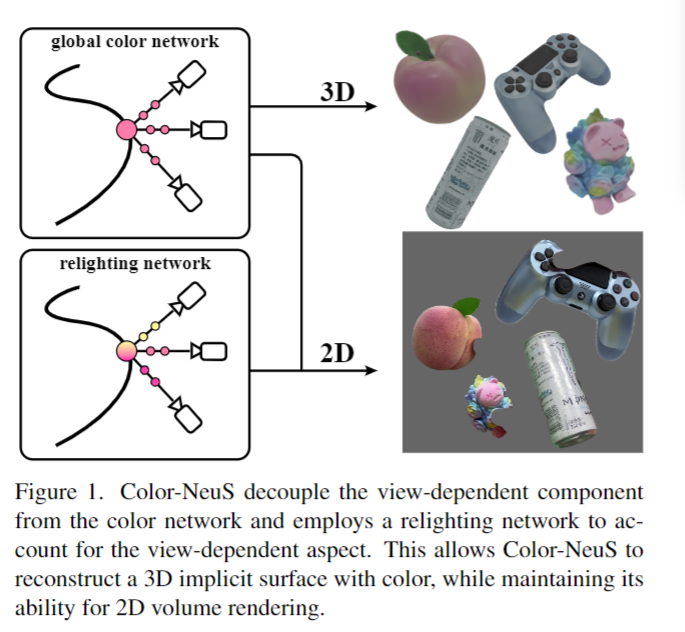 global color network
3D
relighting network
2D
Figure 1. Color-NeuS decouple the view-dependent component
from the color network and employs a relighting network to ac-
count for the view-dependent aspect. This allows Color-NeuS to
reconstruct a 3D implicit surface with color, while maintaining its
ability for 2D volume rendering.